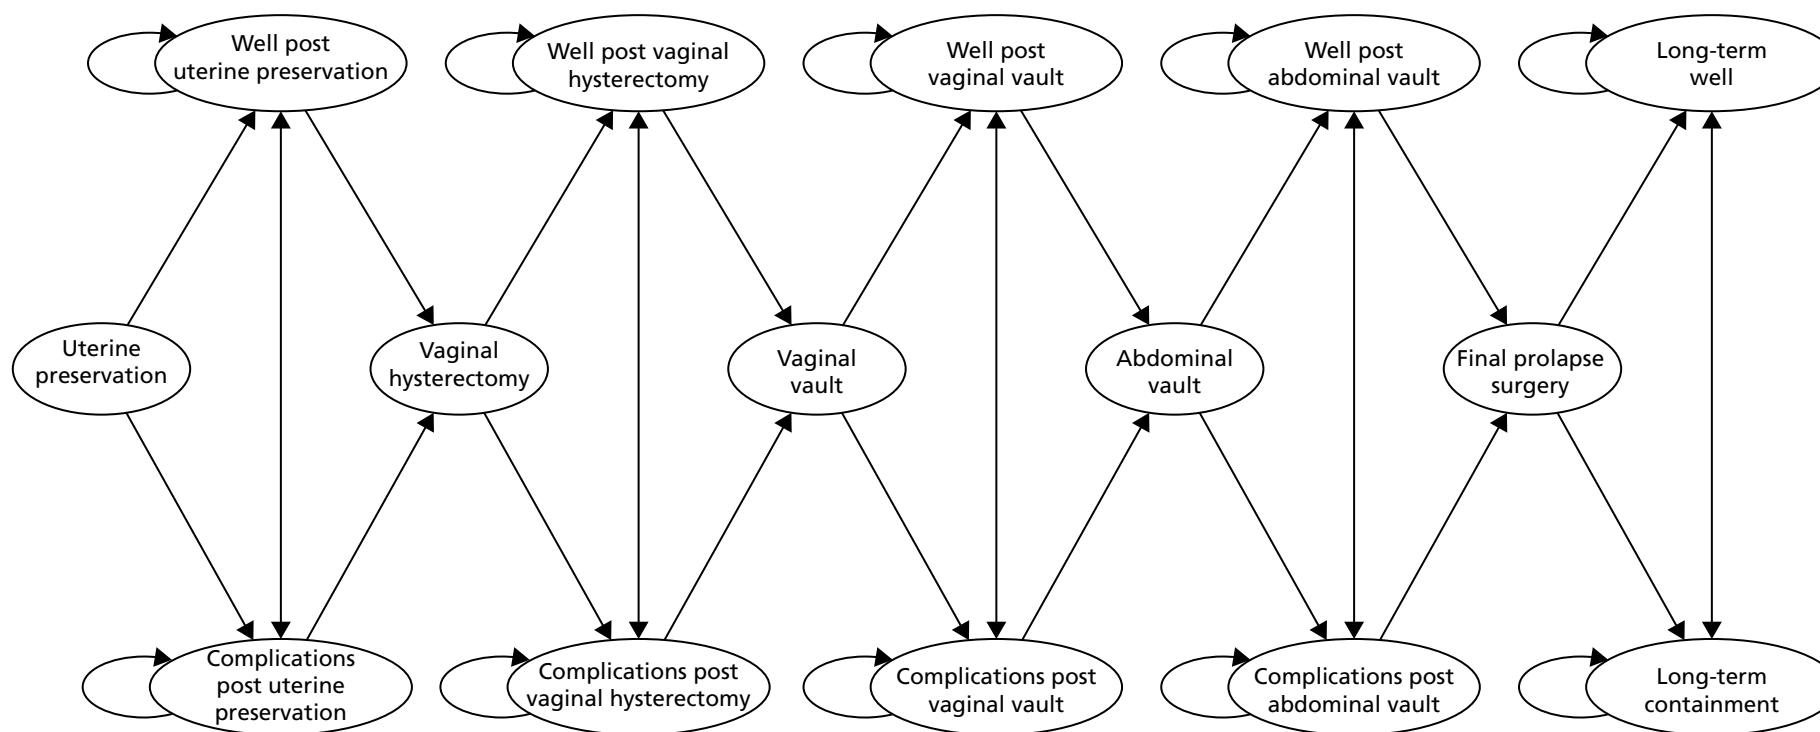 Well post
uterine preservation
Well post vaginal
hysterectomy
Well post
vaginal vault
Well post
abdominal vault
Long-term
well
Uterine
preservation
Vaginal
hysterectomy
Vaginal
vault
Abdominal
vault
Final prolapse
surgery
Complications
post uterine
preservation
Complications post
vaginal hysterectomy
Complications post
vaginal vault
Complications post
abdominal vault
Long-term
containment